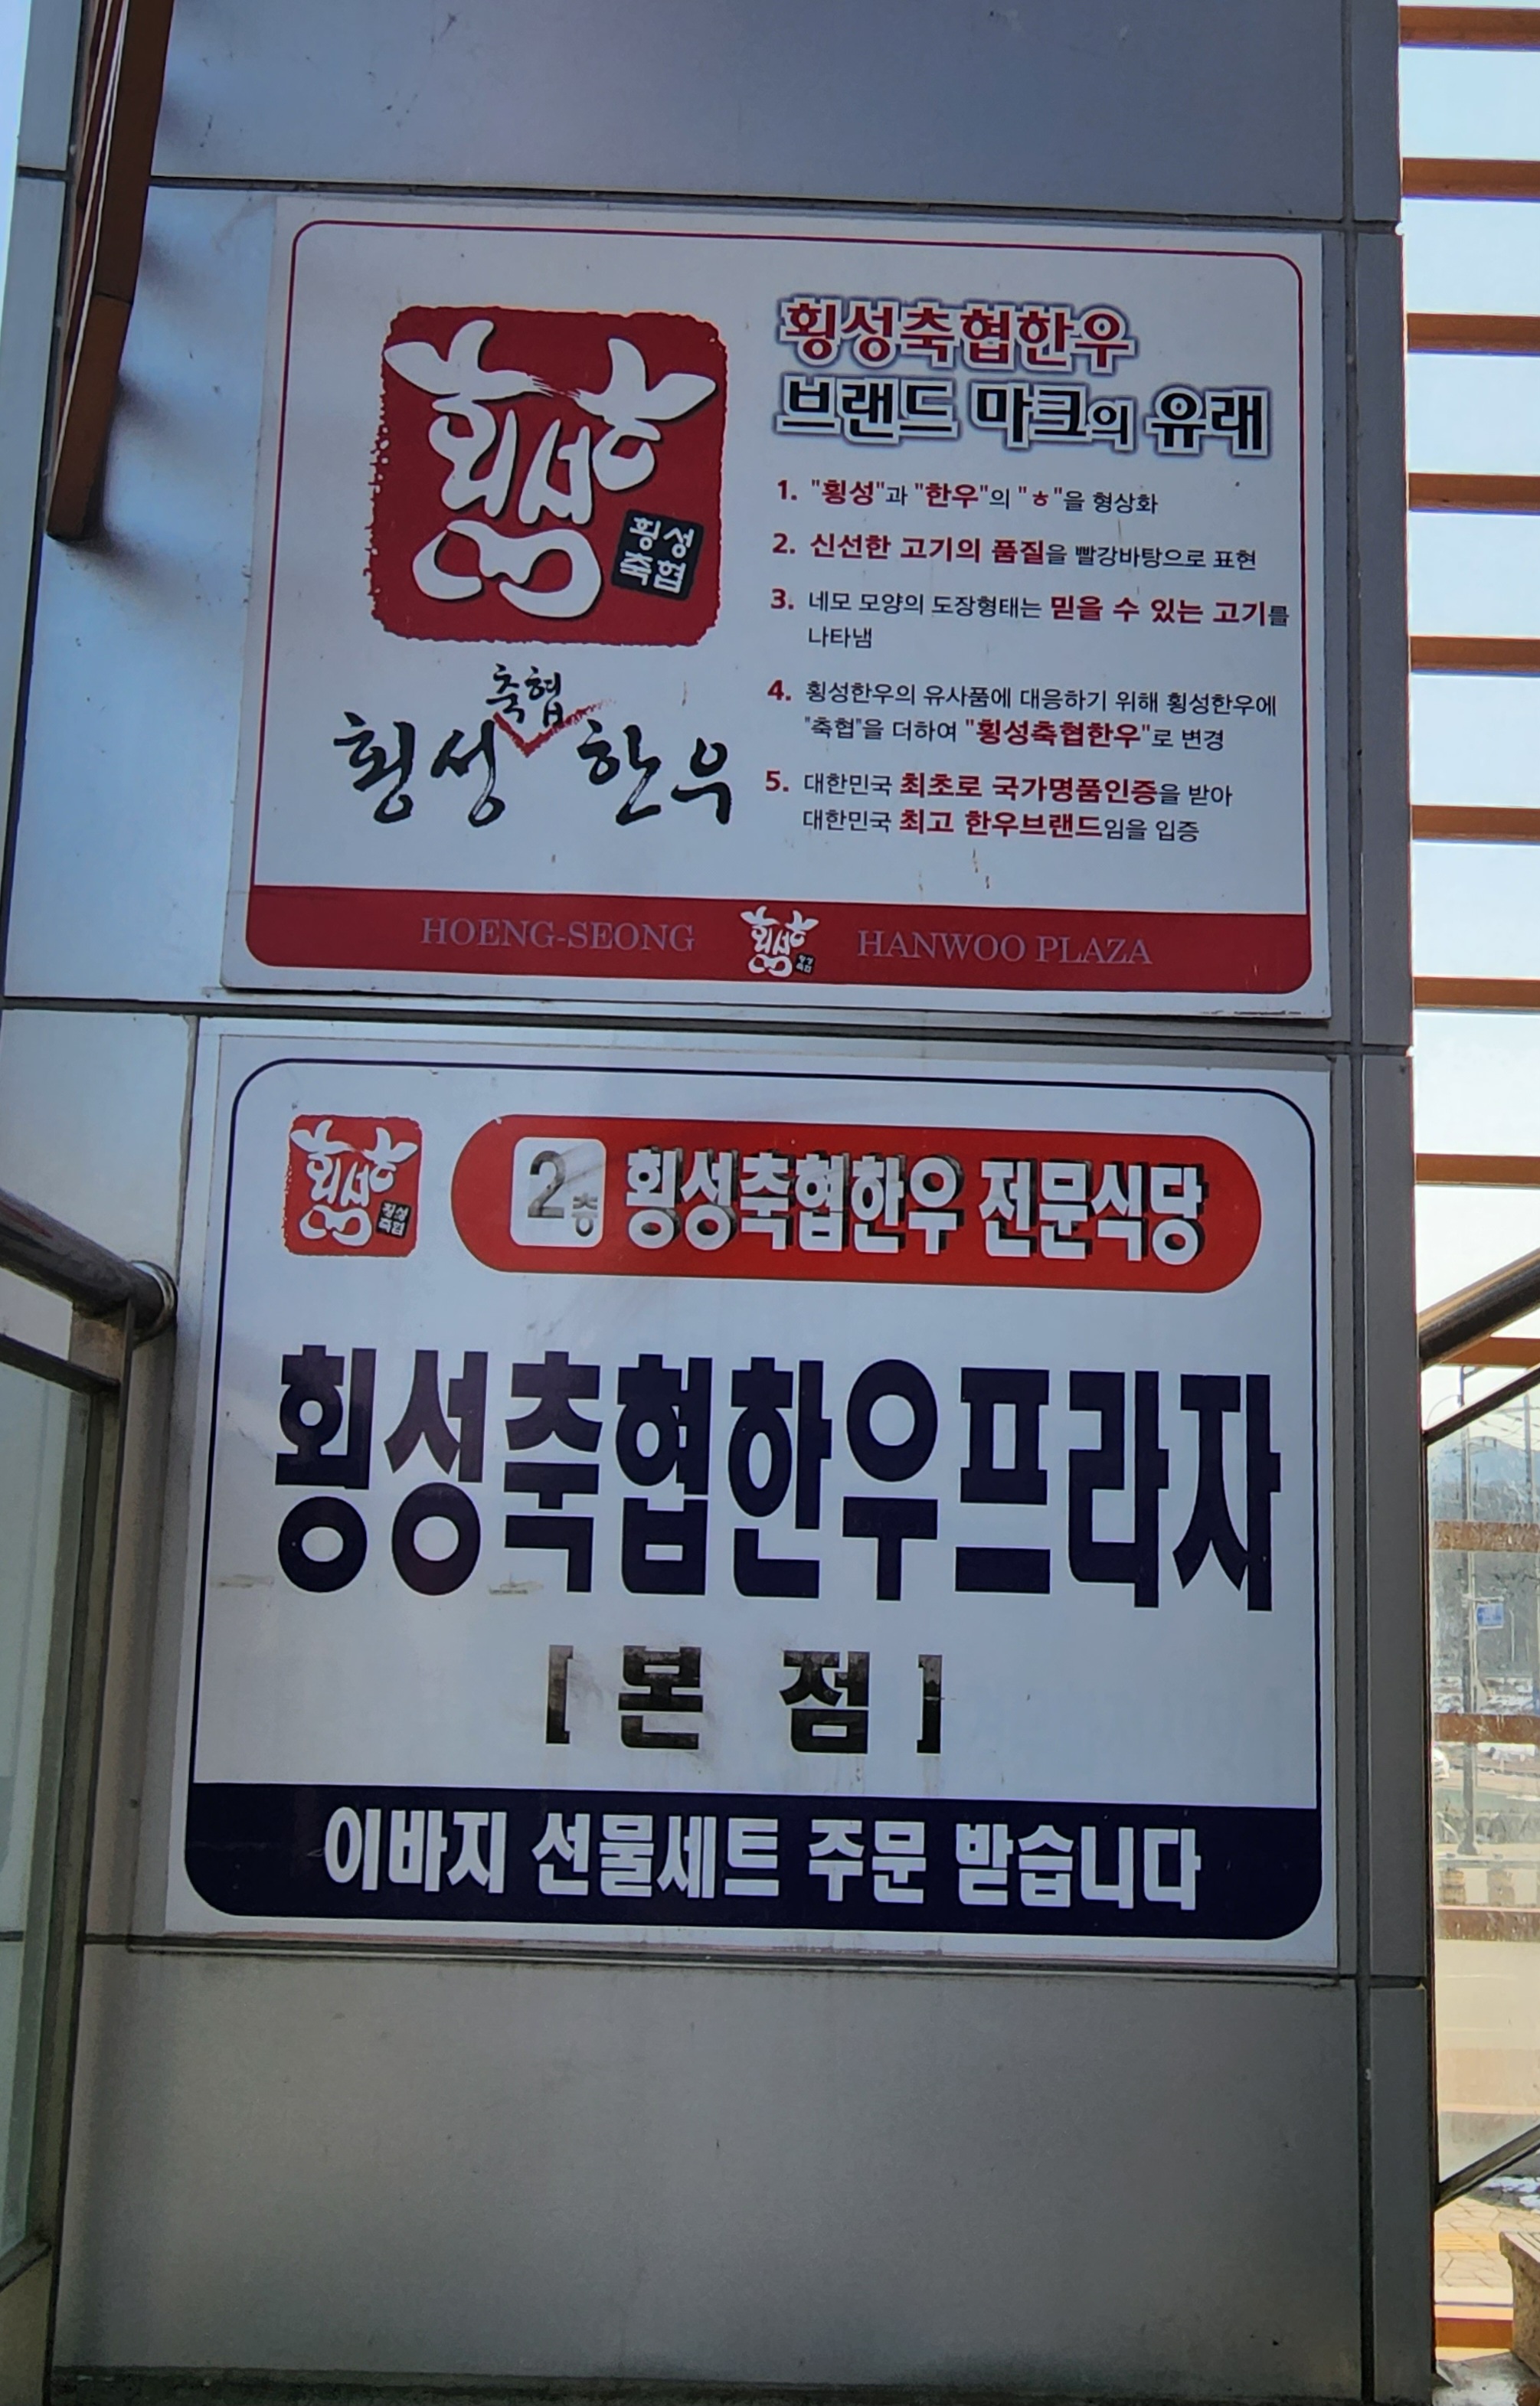 횡성
축협
축협
횡성 한우
횡성축협한우
브랜드 마크의 유래
1. "횡성"과 "한우"의 "ㅎ"을 형상화
2. 신선한 고기의 품질을 빨강바탕으로 표현
3. 네모 모양의 도장형태는 믿을 수 있는 고기를
나타냄
4. 횡성한우의 유사품에 대응하기 위해 횡성한우에
"축협"을 더하여 "횡성축협한우"로 변경
5. 대한민국 최초로 국가명품인증을 받아
대한민국 최고 한우브랜드임을 입증
HOENG-SEONG HANWOO PLAZA
횡성
축협
2층 횡성축협한우 전문식당
횡성축협한우프라자
[본 점]
이바지 선물세트 주문 받습니다